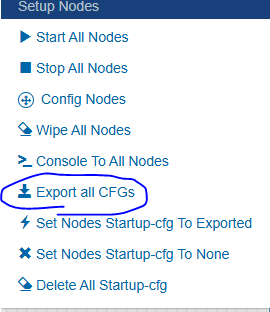 Setup Nodes
Start All Nodes
Stop All Nodes
Config Nodes
Wipe All Nodes
Console To All Nodes
Export all CFGs
Set Nodes Startup-cfg To Exported
Set Nodes Startup-cfg To None
Delete All Startup-cfg